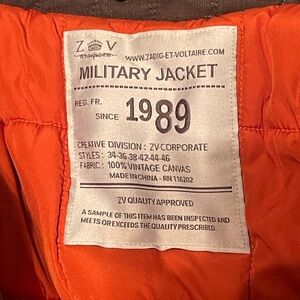 Z V
WWW.ZADIG-ET-VOLTAIRE.COM
MILITARY JACKET
REG. FR.
SINCE 1989
CREATIVE DIVISION : ZV-CORPORATE
STYLES : 34-36-38-42-44-46
FABRIC : 100% VINTAGE CANVAS
MADE IN CHINA - RN 116202
ZV QUALITY APPROVED
A SAMPLE OF THIS ITEM HAS BEEN INSPECTED AND
MEETS OR EXCEEDS THE QUALITY PRESCRIBED.